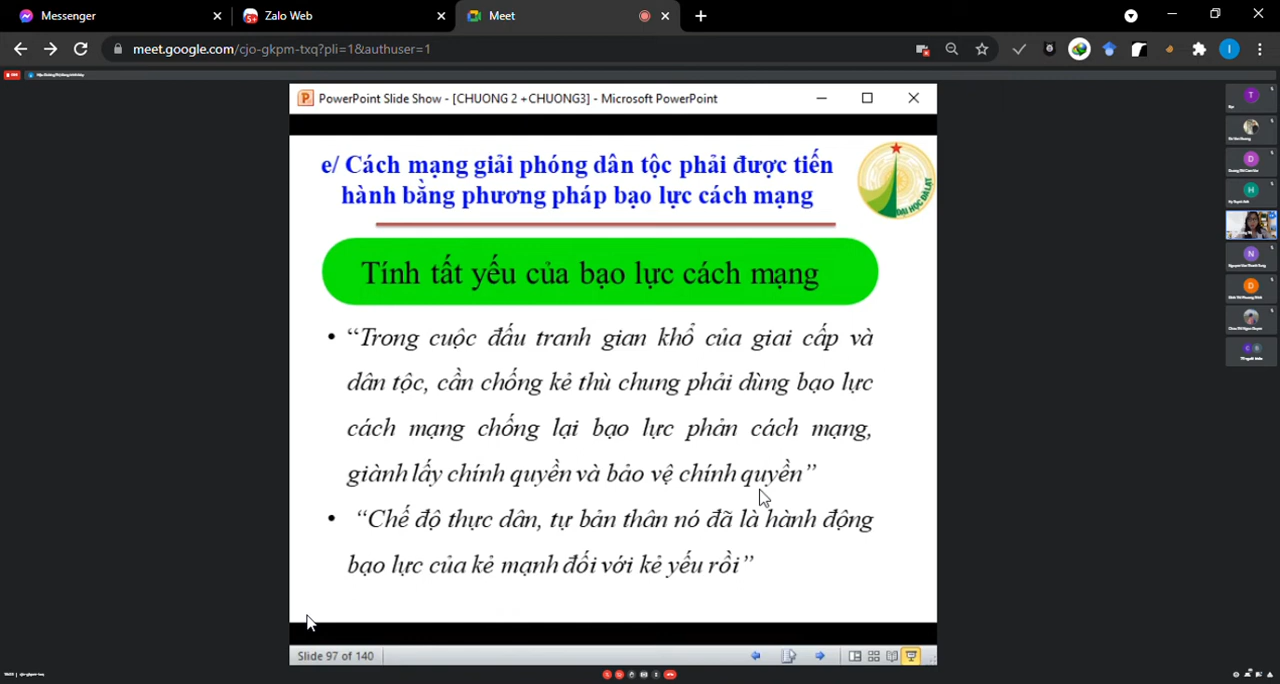 Messenger
Zalo Web
Meet
meet.google.com/cjo-gkpm-txq?pli=1&authuser=1
PowerPoint Slide Show - [CHUONG 2 +CHUONG3] - Microsoft PowerPoint
e/ Cách mạng giải phóng dân tộc phải được tiến
hành bằng phương pháp bạo lực cách mạng
ĐẠI HỌC ĐÀ LẠT
Tính tất yếu của bạo lực cách mạng
• “Trong cuộc đấu tranh gian khổ của giai cấp và
dân tộc, cần chống kẻ thù chung phải dùng bạo lực
cách mạng chống lại bạo lực phản cách mạng,
giành lấy chính quyền và bảo vệ chính quyền”
• “Chế độ thực dân, tự bản thân nó đã là hành động
bạo lực của kẻ mạnh đối với kẻ yếu rồi”
Slide 97 of 140
I
T
D
H
N
D